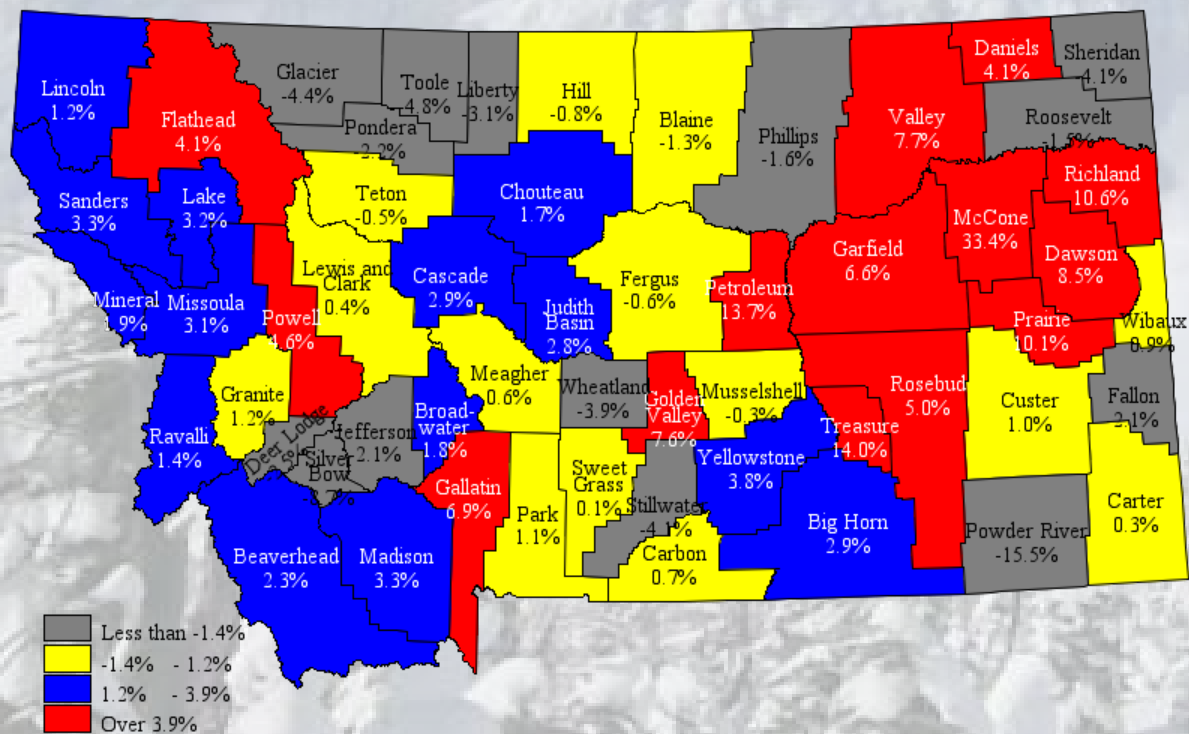 Lincoln
1.2%
Flathead
4.1%
Glacier
-4.4%
Toole
-4.8%
Liberty
-3.1%
Hill
-0.8%
Blaine
-1.3%
Phillips
-1.6%
Valley
7.7%
Daniels
4.1%
Sheridan
-4.1%
Roosevelt
-1.5%
Pondera
-2.2%
Teton
-0.5%
Chouteau
1.7%
Sanders
3.3%
Lake
3.2%
Richland
10.6%
McCone
33.4%
Garfield
6.6%
Dawson
8.5%
Lewis and
Clark
0.4%
Cascade
2.9%
Fergus
-0.6%
Petroleum
13.7%
Mineral
1.9%
Missoula
3.1%
Powell
4.6%
Judith
Basin
2.8%
Prairie
10.1%
Wibaux
0.9%
Granite
1.2%
Meagher
0.6%
Wheatland
-3.9%
Golden
Valley
7.6%
Musselshell
-0.3%
Rosebud
5.0%
Custer
1.0%
Fallon
Ravalli
1.4%
Deer Lodge
Jefferson
Broad-
water
1.8%
Treasure
14.0%
Silver
Bow
Gallatin
6.9%
Sweet
Grass
0.1%
Yellowstone
3.8%
Stillwater
-4.1%
Park
1.1%
Big Horn
2.9%
Powder River
-15.5%
Carter
0.3%
Beaverhead
2.3%
Madison
3.3%
Carbon
0.7%
Less than -1.4%
-1.4% - 1.2%
1.2% - 3.9%
Over 3.9%